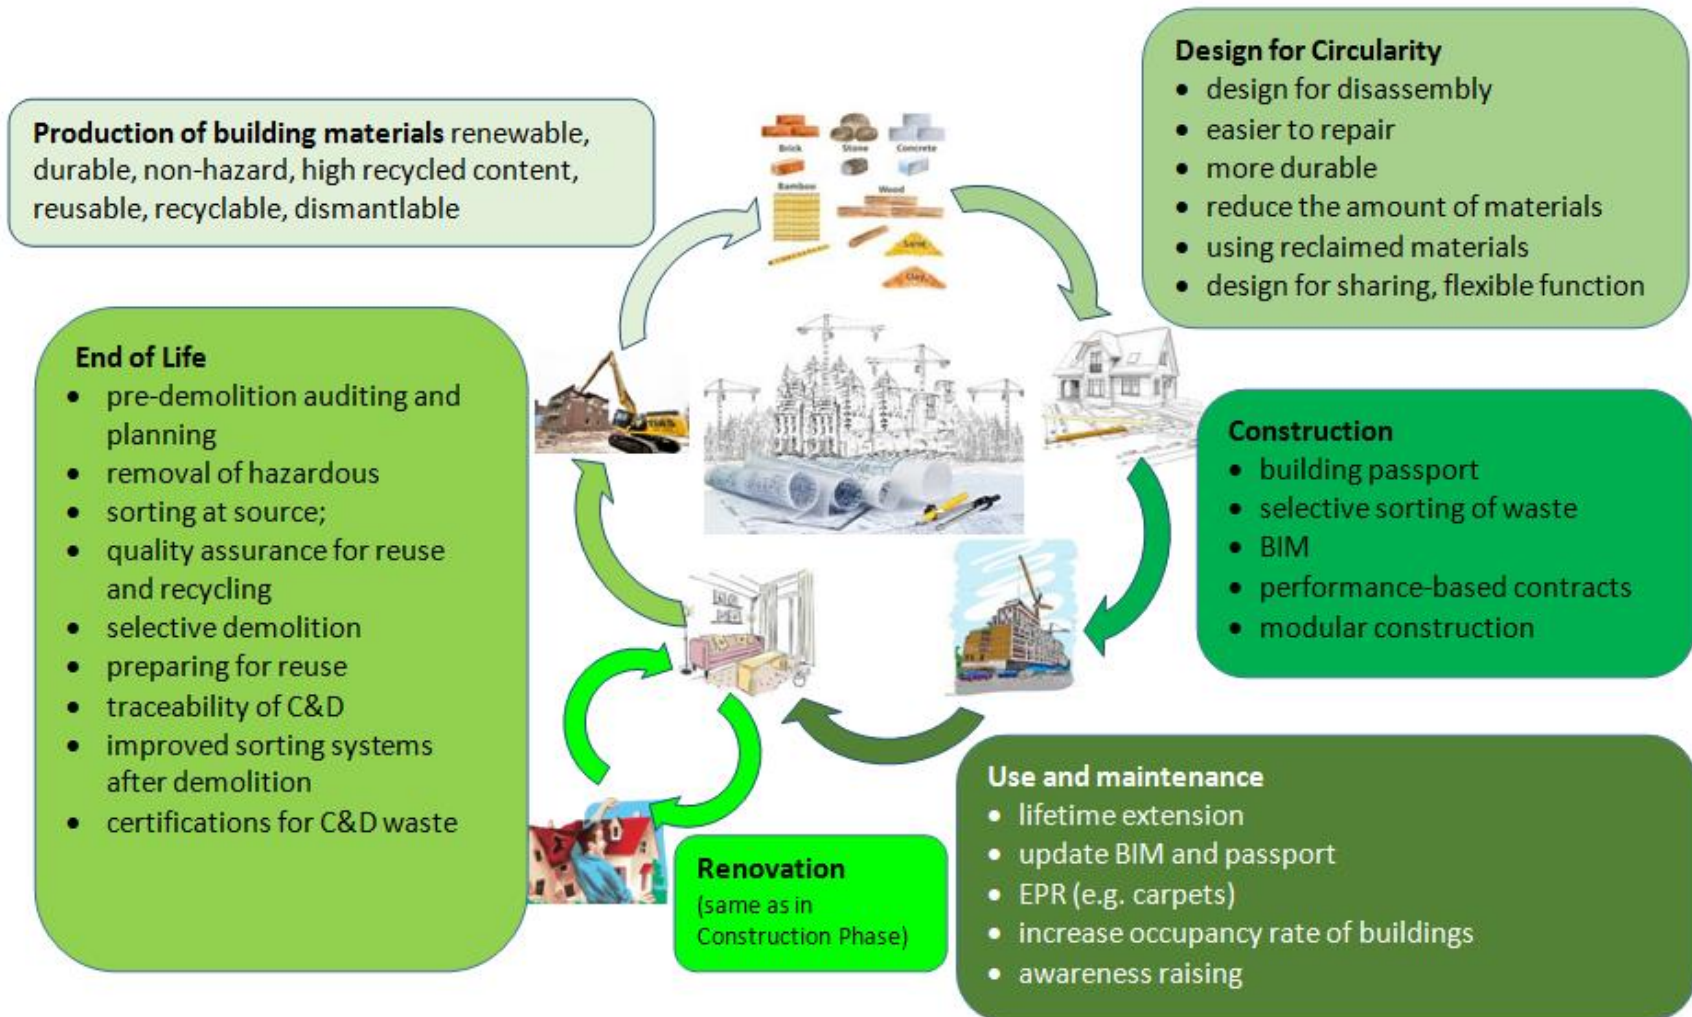 Production of building materials renewable,
durable, non-hazard, high recycled content,
reusable, recyclable, dismantlable
Brick
Stone
Concrete
Bamboo
Wood
Sand
Clay
Design for Circularity
• design for disassembly
• easier to repair
• more durable
• reduce the amount of materials
• using reclaimed materials
• design for sharing, flexible function
Construction
• building passport
• selective sorting of waste
• BIM
• performance-based contracts
• modular construction
Use and maintenance
• lifetime extension
• update BIM and passport
• EPR (e.g. carpets)
• increase occupancy rate of buildings
• awareness raising
Renovation
(same as in
Construction Phase)
End of Life
• pre-demolition auditing and
planning
• removal of hazardous
• sorting at source;
• quality assurance for reuse
and recycling
• selective demolition
• preparing for reuse
• traceability of C&D
• improved sorting systems
after demolition
• certifications for C&D waste